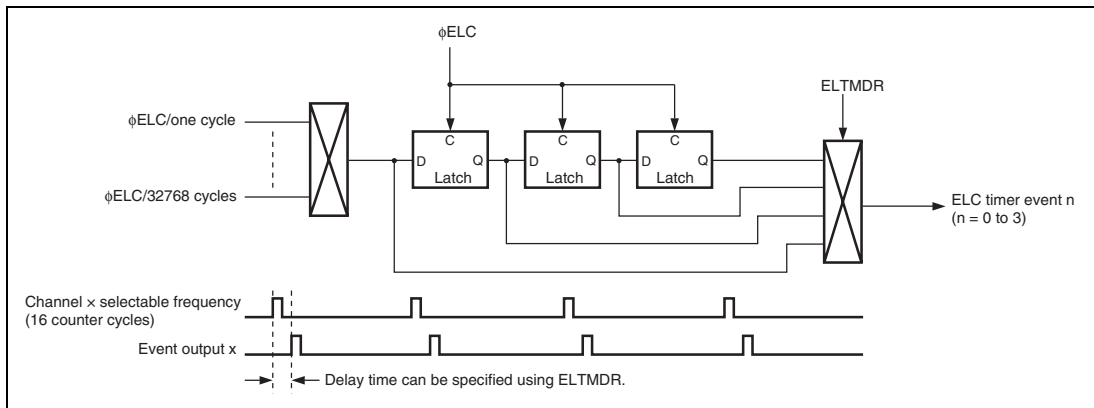 φELC
ELTMDR
φELC/one cycle
φELC/32768 cycles
C
D
Q
Latch
C
D
Q
Latch
C
D
Q
Latch
ELC timer event n
(n = 0 to 3)
Channel × selectable frequency
(16 counter cycles)
Event output x
Delay time can be specified using ELTMDR.